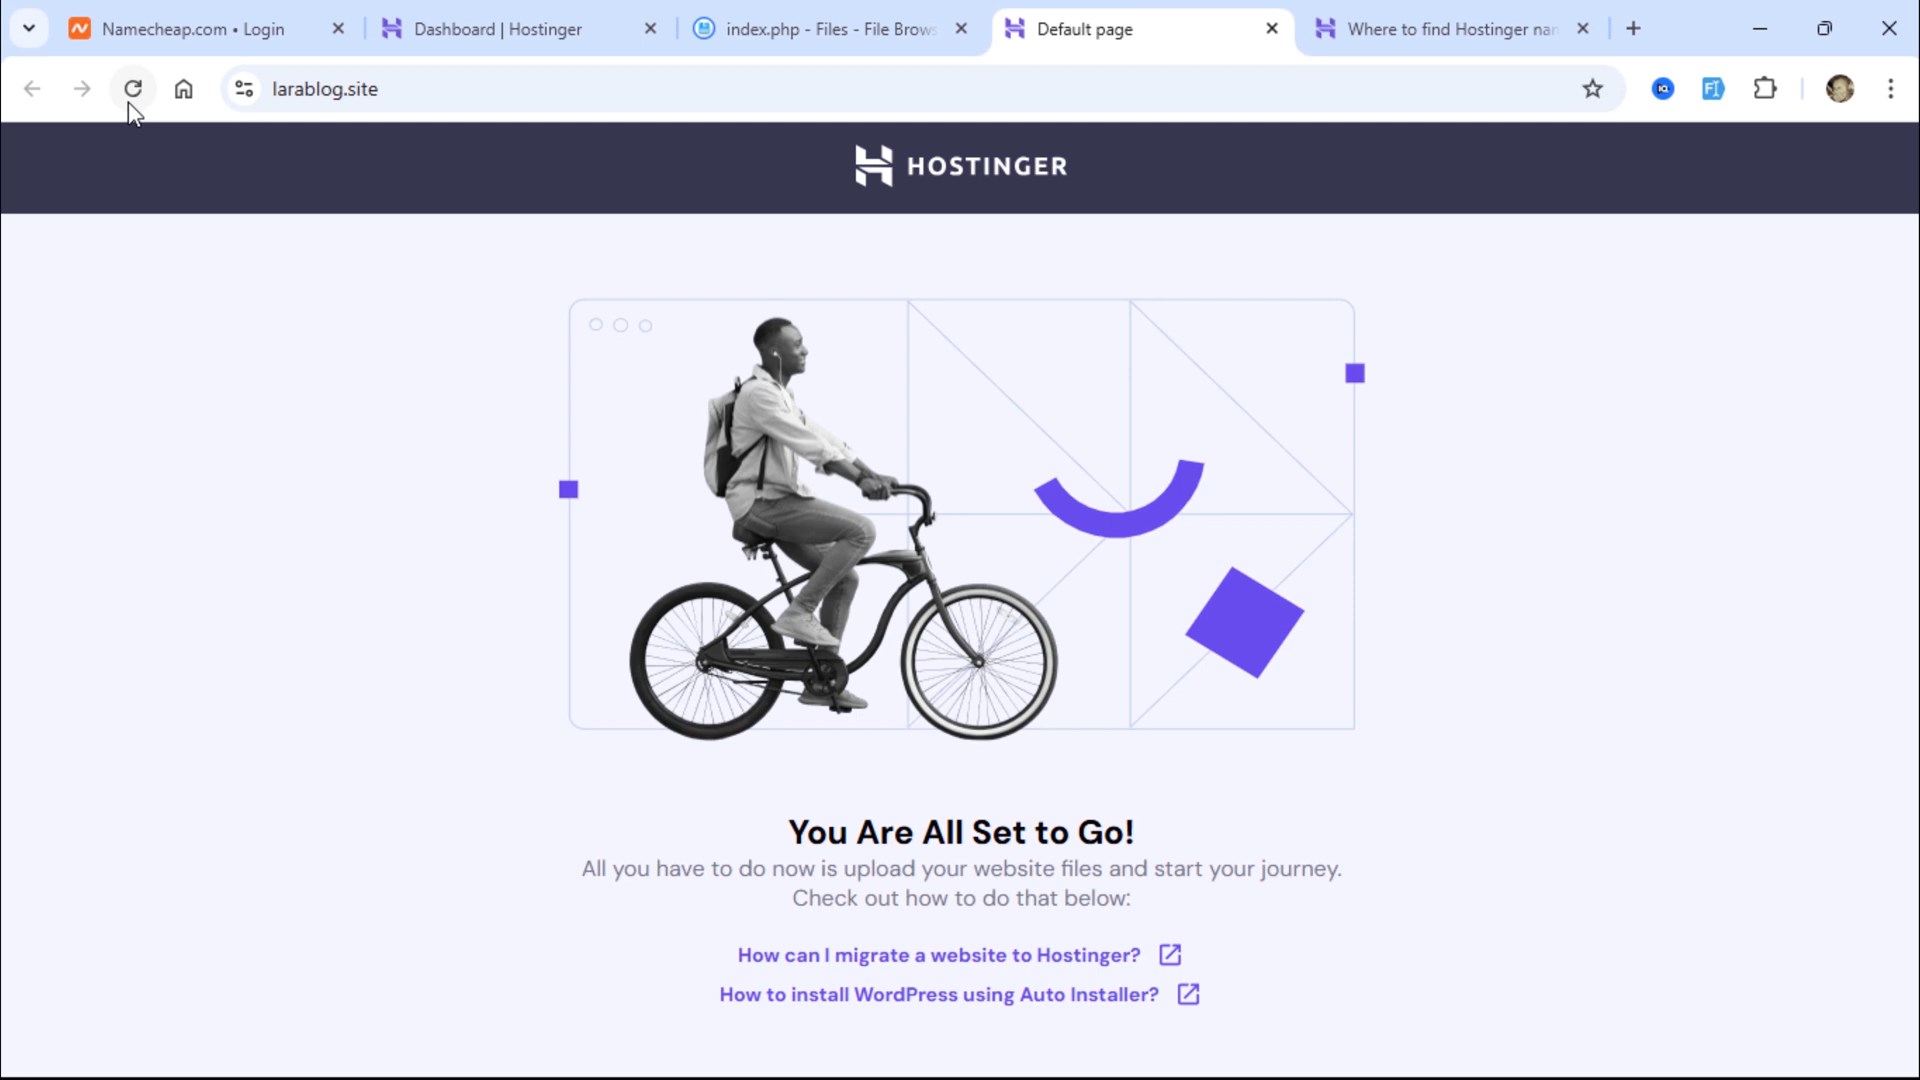 Namecheap.com • Login
Dashboard | Hostinger
index.php - Files - File Brows
Default page
Where to find Hostinger nan
larablog.site
HOSTINGER
You Are All Set to Go!
All you have to do now is upload your website files and start your journey.
Check out how to do that below:
How can I migrate a website to Hostinger?
How to install WordPress using Auto Installer?